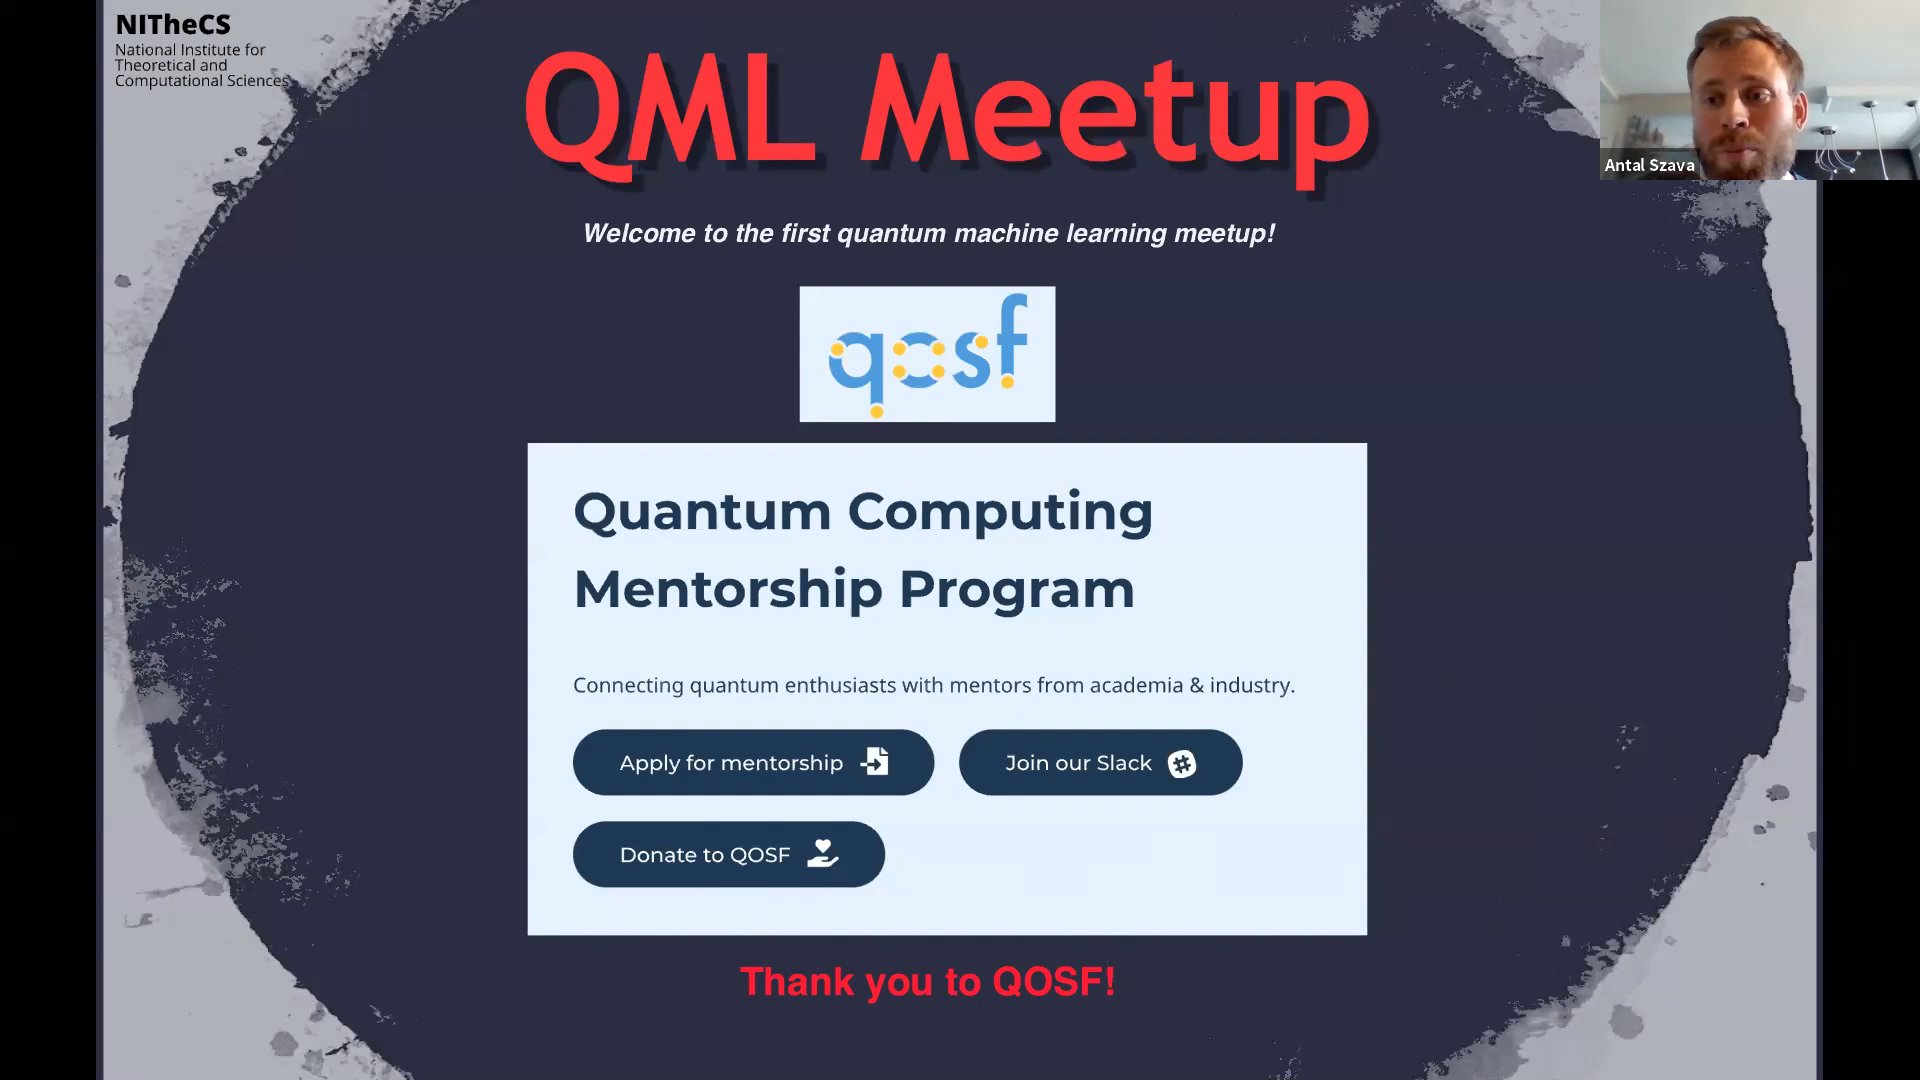 NITheCS
National Institute for
Theoretical and
Computational Sciences
QML Meetup
Antal Szava
Welcome to the first quantum machine learning meetup!
qosf
Quantum Computing
Mentorship Program
Connecting quantum enthusiasts with mentors from academia & industry.
Apply for mentorship
Join our Slack
Donate to QOSF
Thank you to QOSF!